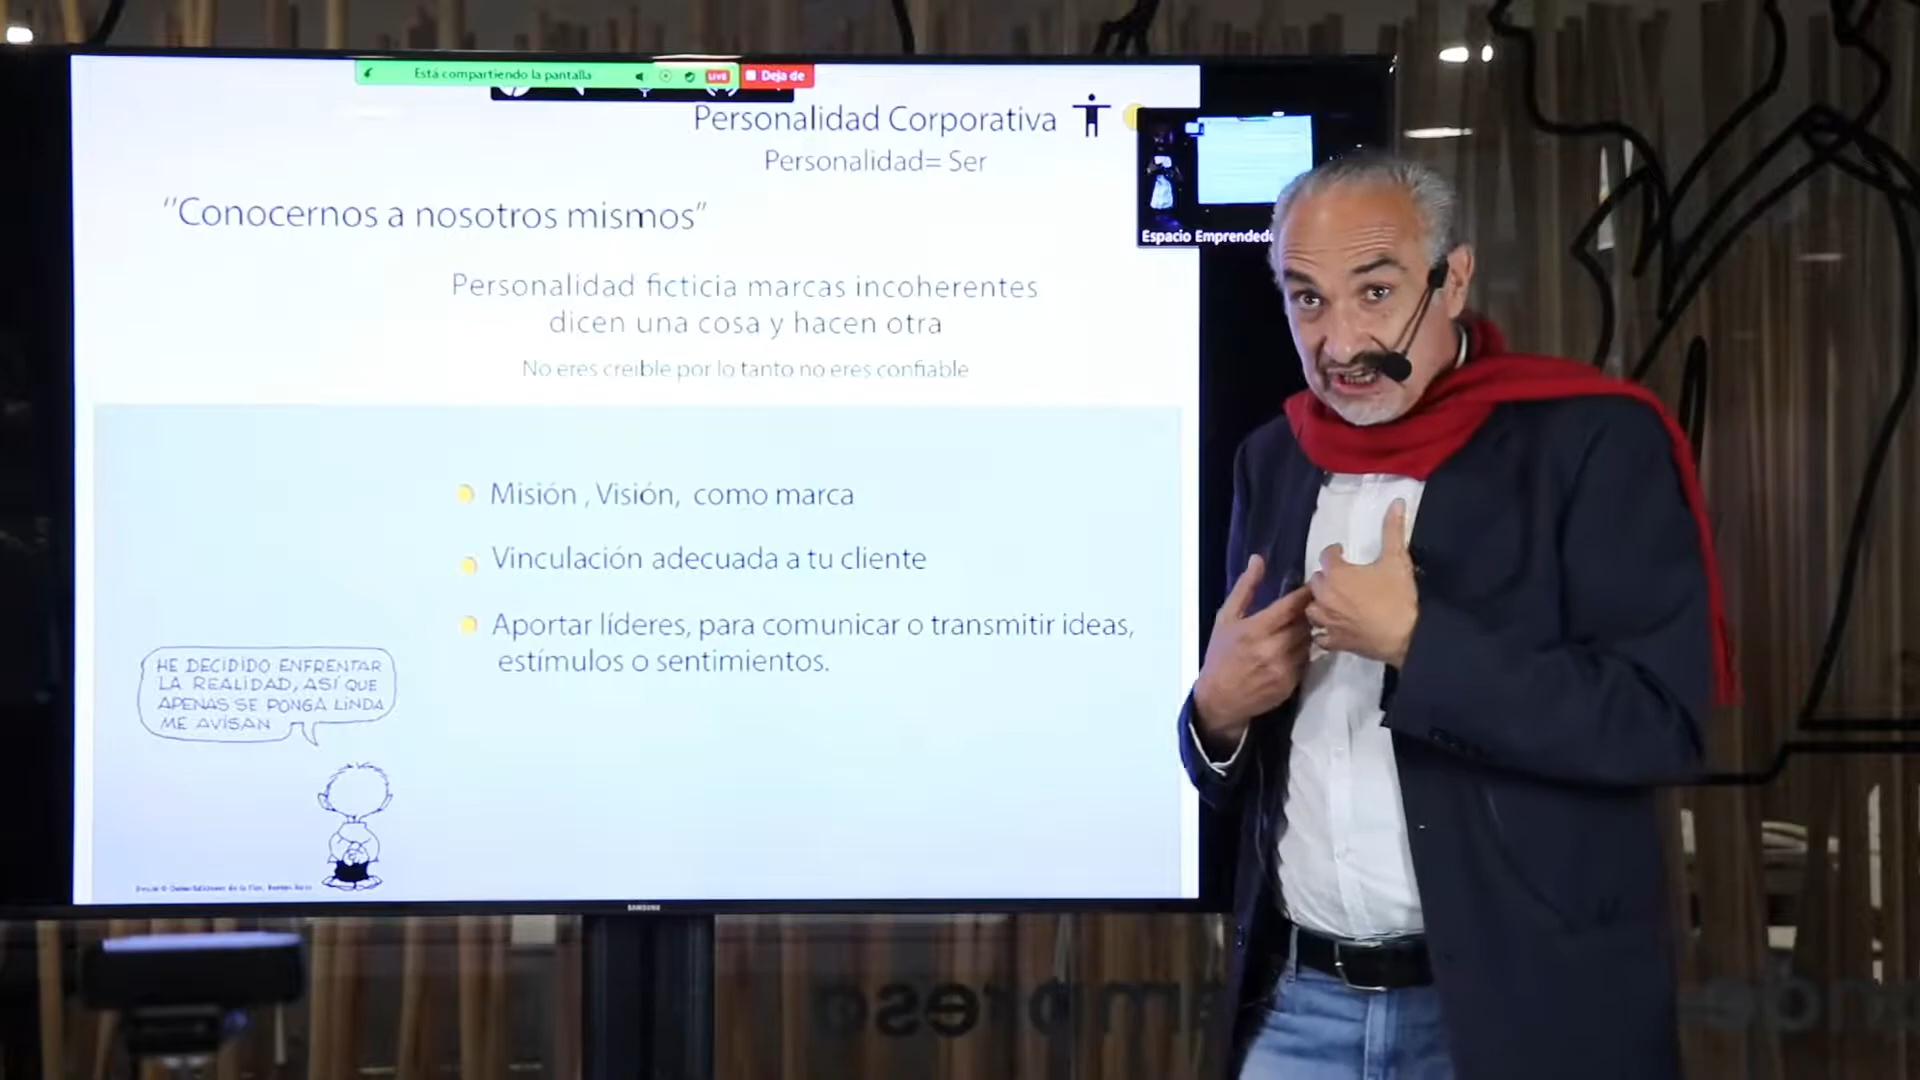 Está compartiendo la pantalla
LIVE
Deja de
Personalidad Corporativa
Personalidad= Ser
"Conocernos a nosotros mismos"
Espacio Emprendedo
Personalidad ficticia marcas incoherentes
dicen una cosa y hacen otra
No eres creible por lo tanto no eres confiable
Misión , Visión, como marca
Vinculación adecuada a tu cliente
Aportar líderes, para comunicar o transmitir ideas,
estímulos o sentimientos.
HE DECIDIDO ENFRENTAR
LA REALIDAD, ASÍ QUE
APENAS SE PONGA LINDA
ME AVISAN
SAMSUNG